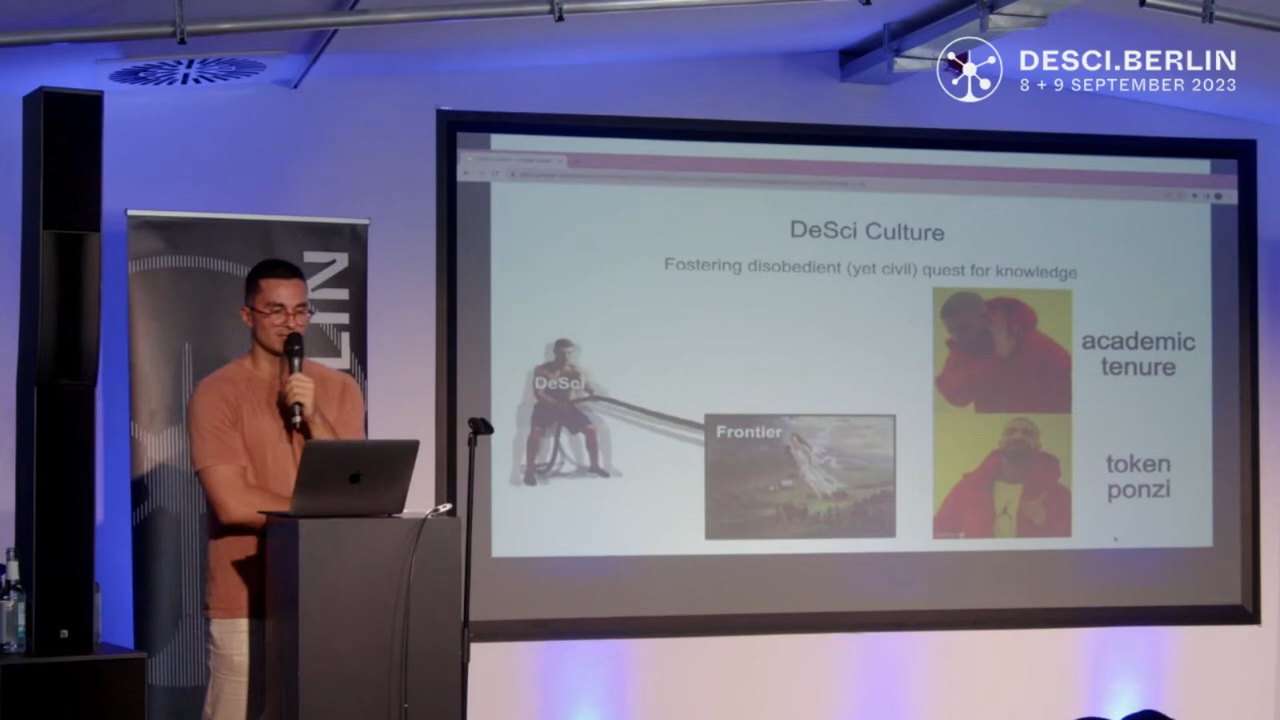 DESCI.BERLIN
8 + 9 SEPTEMBER 2023
LIN
DeSci Culture
Fostering disobedient (yet civil) quest for knowledge
DeSci
Frontier
academic
tenure
token
ponzi